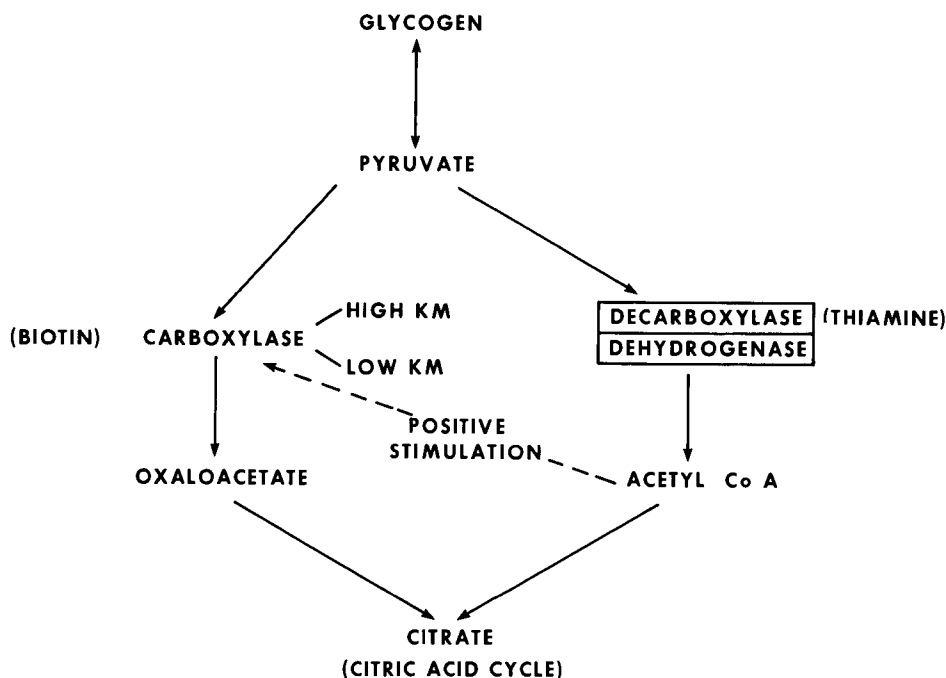 GLYCOGEN
PYRUVATE
(BIOTIN) CARBOXYLASE
HIGH KM
LOW KM
DECARBOXYLASE (THIAMINE)
DEHYDROGENASE
POSITIVE
STIMULATION
OXALOACETATE
ACETYL Co A
CITRATE
(CITRIC ACID CYCLE)